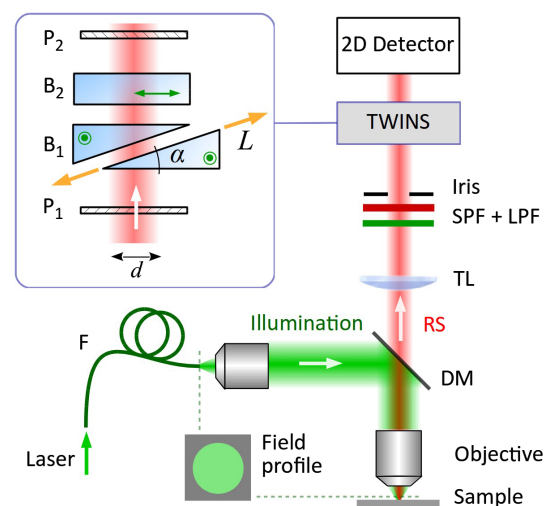 P2
B2
B1
L
α
P1
d
2D Detector
TWINS
Iris
SPF + LPF
TL
RS
Illumination
F
DM
Laser
Field
profile
Objective
Sample